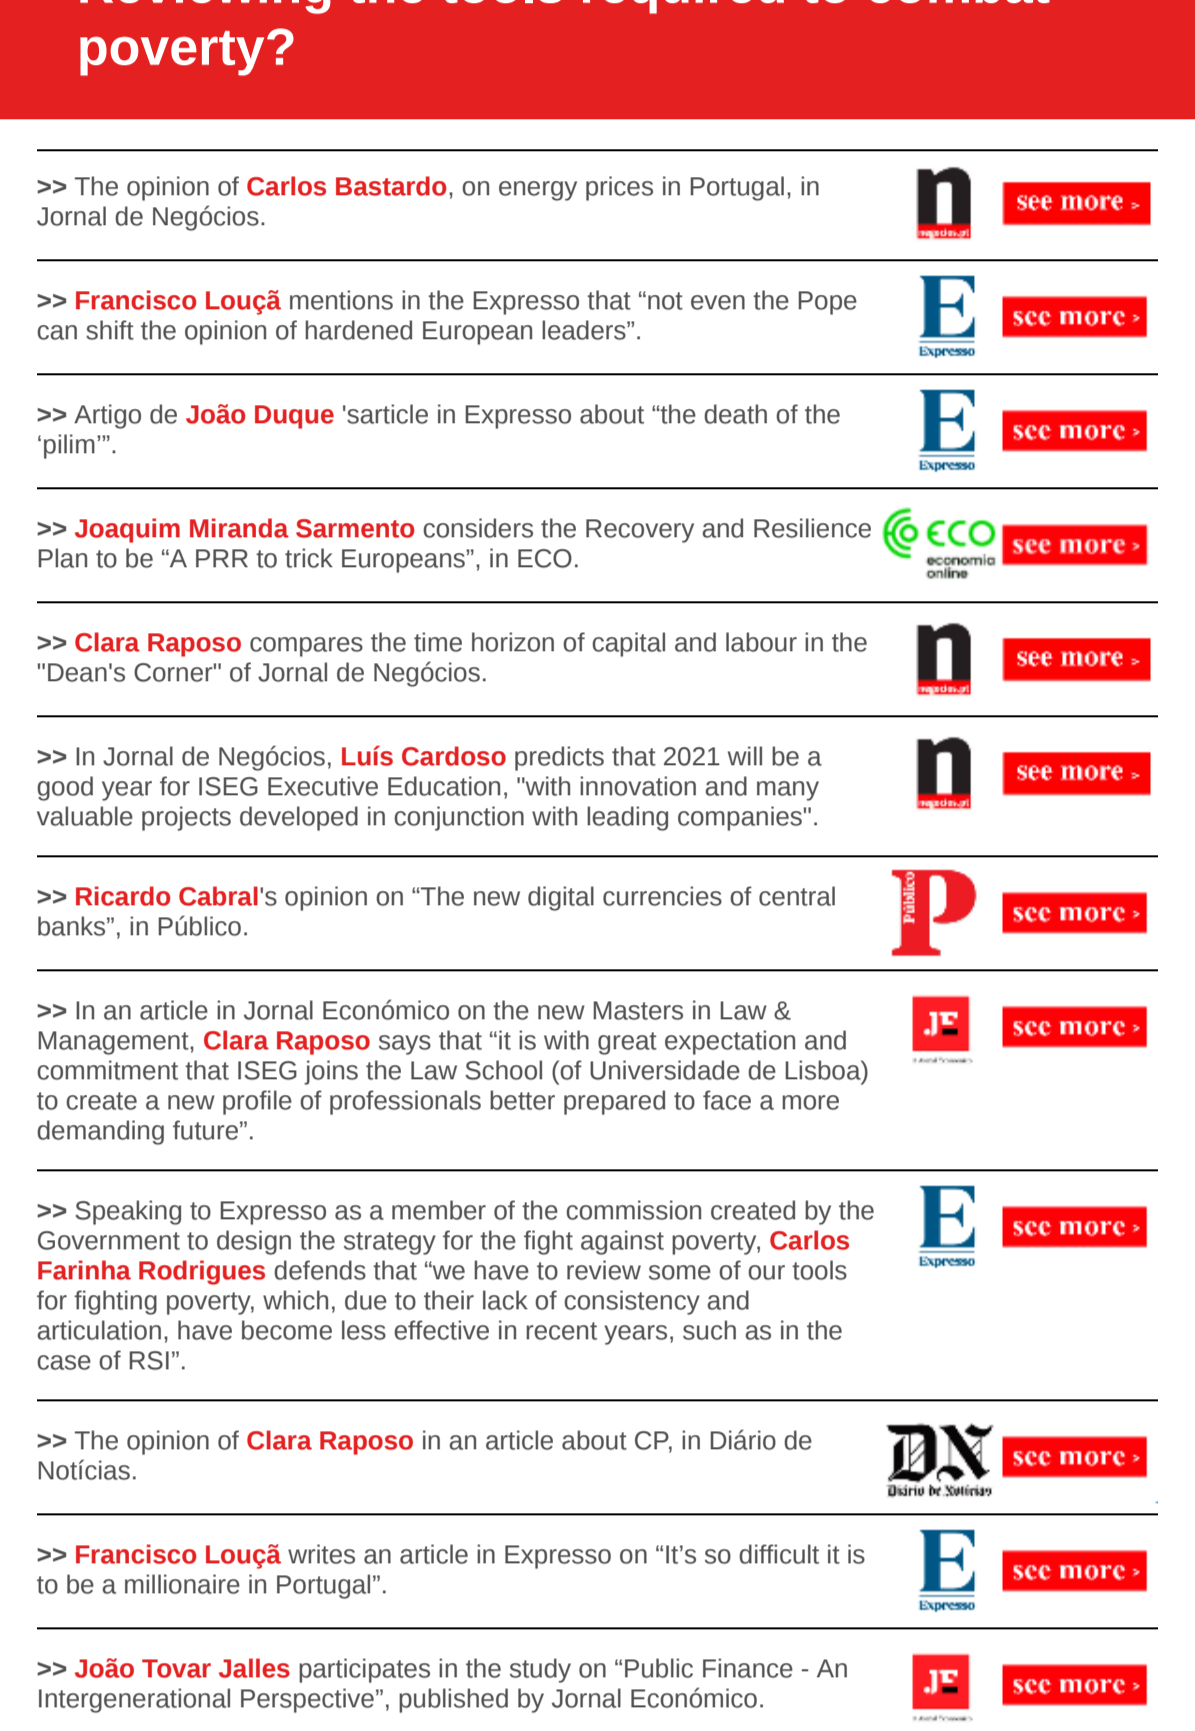 Reviewing the tools required to combat
poverty?
>> The opinion of Carlos Bastardo, on energy prices in Portugal, in
Jornal de Negócios.
negocios.pt
see more >
>> Francisco Louçã mentions in the Expresso that “not even the Pope
can shift the opinion of hardened European leaders”.
E
Expresso
see more >
>> Artigo de João Duque 'sarticle in Expresso about “the death of the
‘pilim’”.
E
Expresso
see more >
>> Joaquim Miranda Sarmento considers the Recovery and Resilience
Plan to be “A PRR to trick Europeans”, in ECO.
ECO
economia
online
see more >
>> Clara Raposo compares the time horizon of capital and labour in the
"Dean's Corner" of Jornal de Negócios.
n
negocios.pt
see more >
>> In Jornal de Negócios, Luís Cardoso predicts that 2021 will be a
good year for ISEG Executive Education, "with innovation and many
valuable projects developed in conjunction with leading companies".
n
negocios.pt
see more >
>> Ricardo Cabral's opinion on “The new digital currencies of central
banks”, in Público.
Público
P
see more >
>> In an article in Jornal Económico on the new Masters in Law &
Management, Clara Raposo says that “it is with great expectation and
commitment that ISEG joins the Law School (of Universidade de Lisboa)
to create a new profile of professionals better prepared to face a more
demanding future”.
JE
see more >
>> Speaking to Expresso as a member of the commission created by the
Government to design the strategy for the fight against poverty, Carlos
Farinha Rodrigues defends that “we have to review some of our tools
for fighting poverty, which, due to their lack of consistency and
articulation, have become less effective in recent years, such as in the
case of RSI”.
E
Expresso
see more >
>> The opinion of Clara Raposo in an article about CP, in Diário de
Notícias.
DN
Diário de Notícias
see more >
>> Francisco Louçã writes an article in Expresso on “It’s so difficult it is
to be a millionaire in Portugal”.
E
Expresso
see more >
>> João Tovar Jalles participates in the study on “Public Finance - An
Intergenerational Perspective”, published by Jornal Económico.
JE
see more >